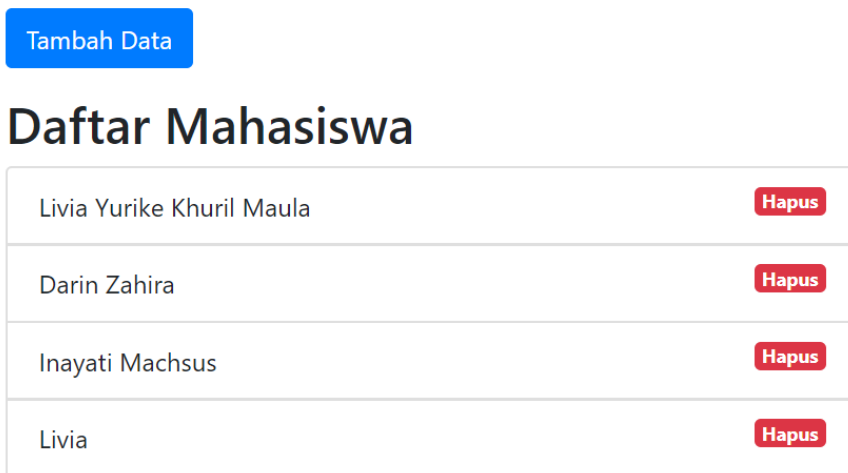 Tambah Data
Daftar Mahasiswa
Livia Yurike Khuril Maula Hapus
Darin Zahira Hapus
Inayati Machsus Hapus
Livia Hapus